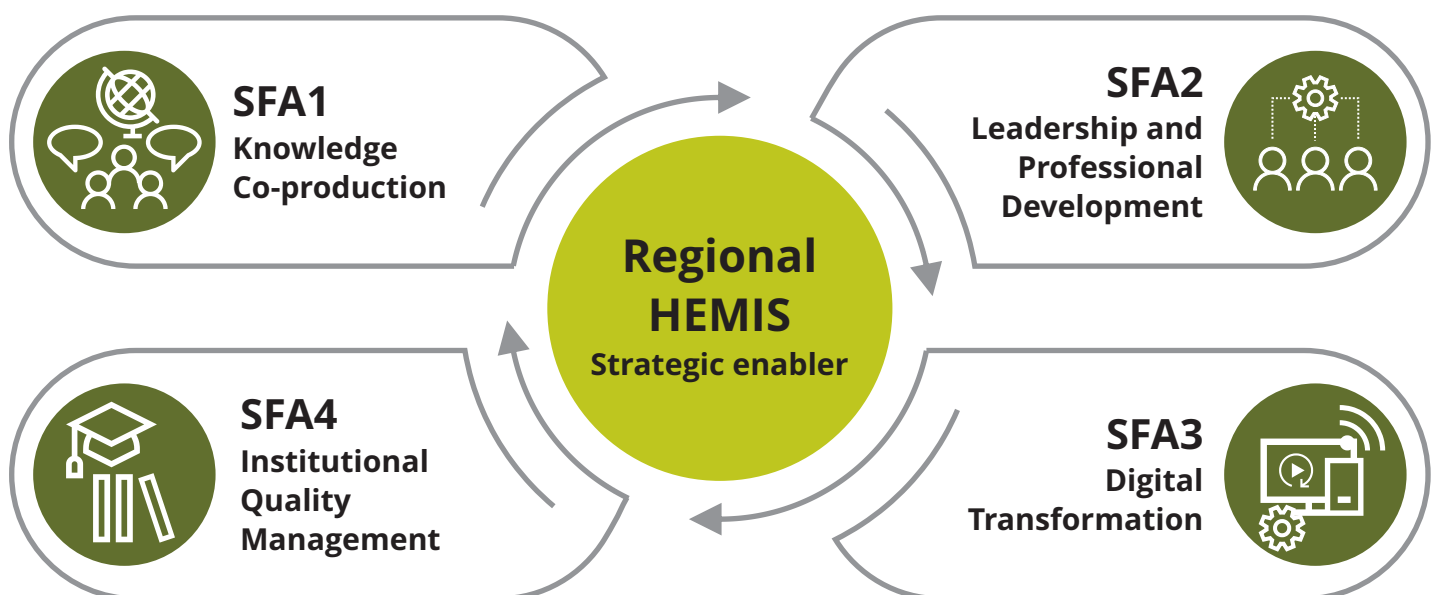 SFA1
Knowledge
Co-production
SFA2
Leadership and
Professional
Development
Regional
HEMIS
Strategic enabler
SFA4
Institutional
Quality
Management
SFA3
Digital
Transformation